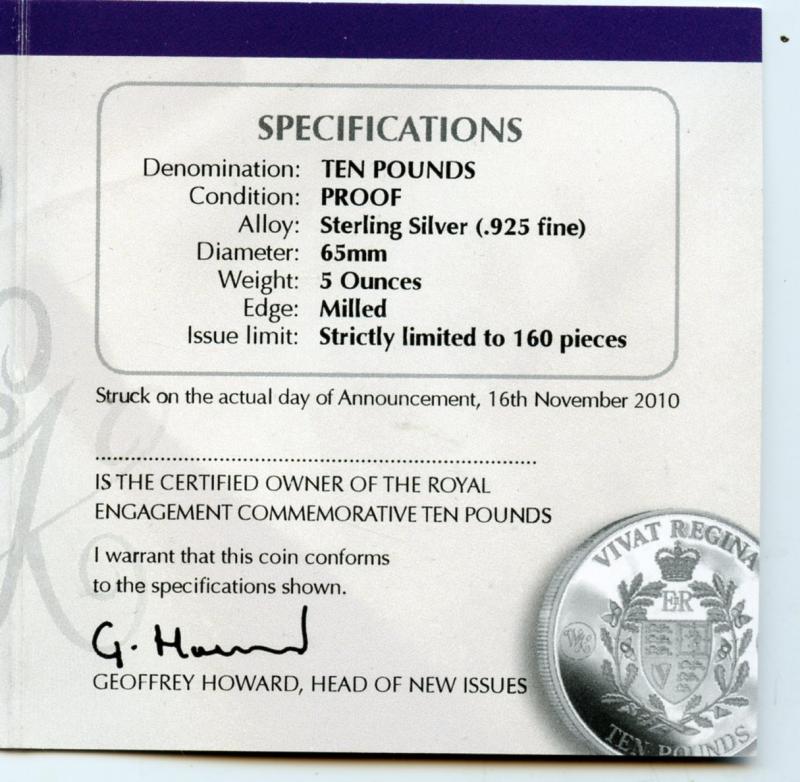 SPECIFICATIONS
Denomination: TEN POUNDS
Condition: PROOF
Alloy: Sterling Silver (.925 fine)
Diameter: 65mm
Weight: 5 Ounces
Edge: Milled
Issue limit: Strictly limited to 160 pieces
Struck on the actual day of Announcement, 16th November 2010
IS THE CERTIFIED OWNER OF THE ROYAL
ENGAGEMENT COMMEMORATIVE TEN POUNDS
I warrant that this coin conforms
to the specifications shown.
G. Howard
GEOFFREY HOWARD, HEAD OF NEW ISSUES
VIVAT REGINA
E R
TEN POUNDS